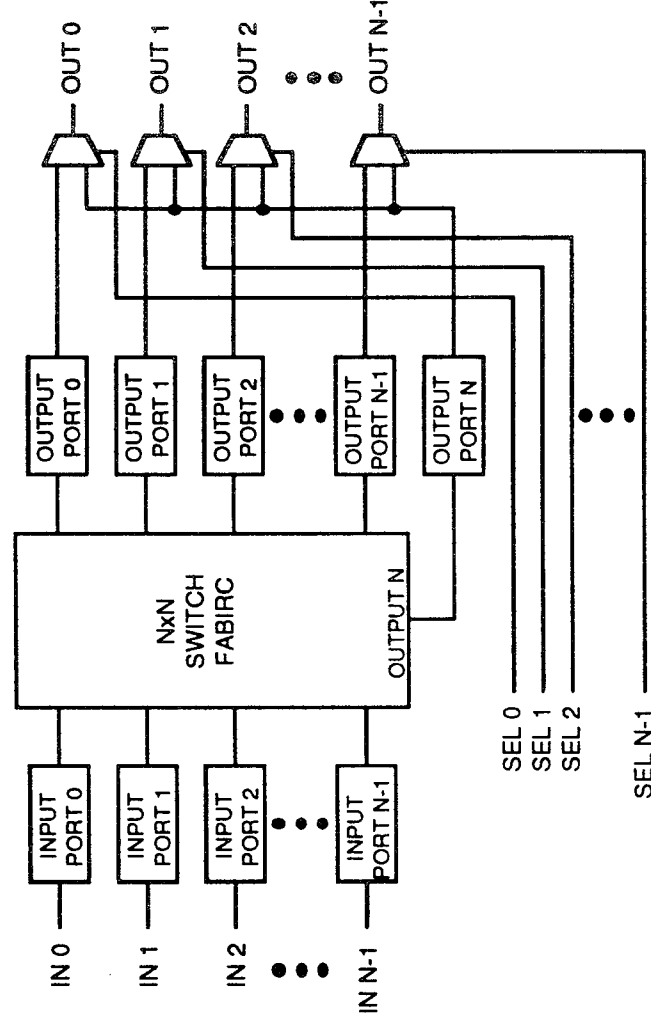 IN 0
IN 1
IN 2
IN N-1
INPUT
PORT 0
INPUT
PORT 1
INPUT
PORT 2
INPUT
PORT N-1
NxN
SWITCH
FABIRC
OUTPUT N
OUTPUT
PORT 0
OUTPUT
PORT 1
OUTPUT
PORT 2
OUTPUT
PORT N-1
OUTPUT
PORT N
OUT 0
OUT 1
OUT 2
OUT N-1
SEL 0
SEL 1
SEL 2
SEL N-1